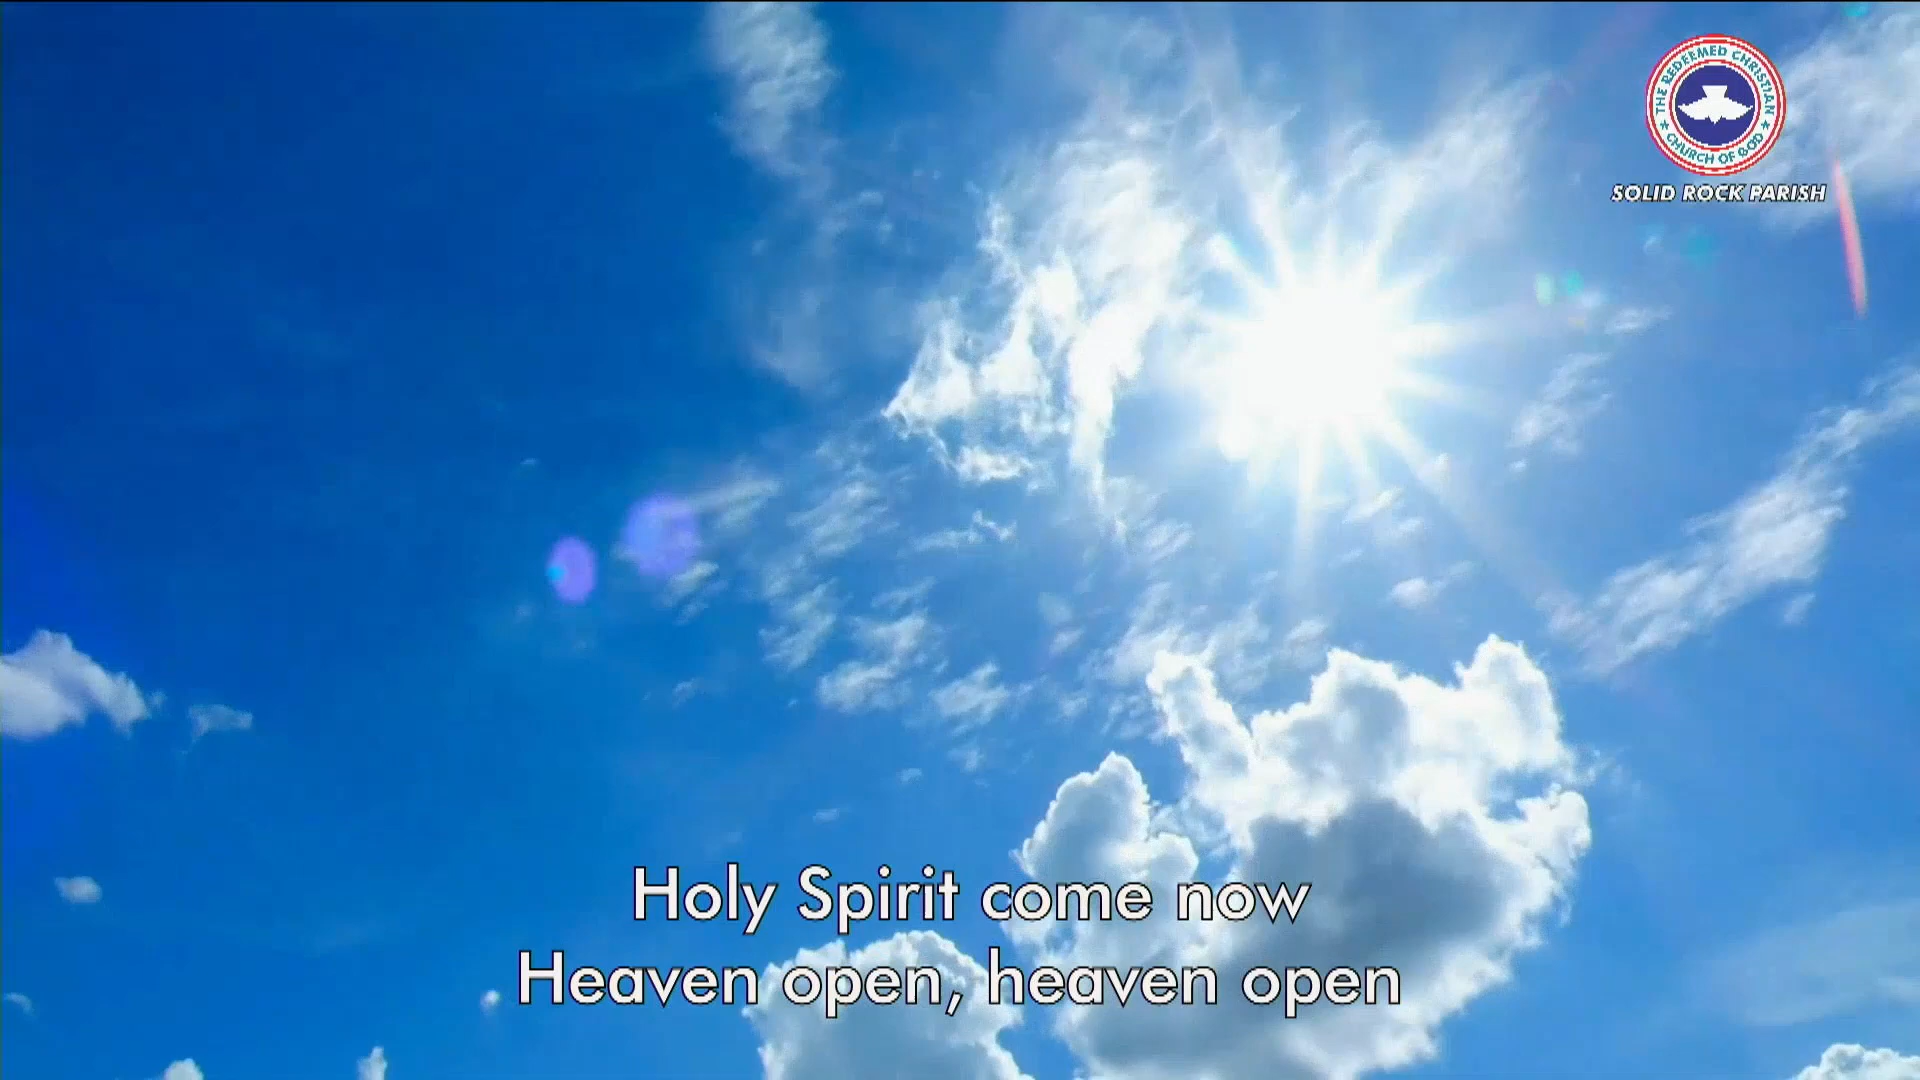 THE REDEEMED CHRISTIAN
CHURCH OF GOD
SOLID ROCK PARISH
Holy Spirit come now
Heaven open, heaven open